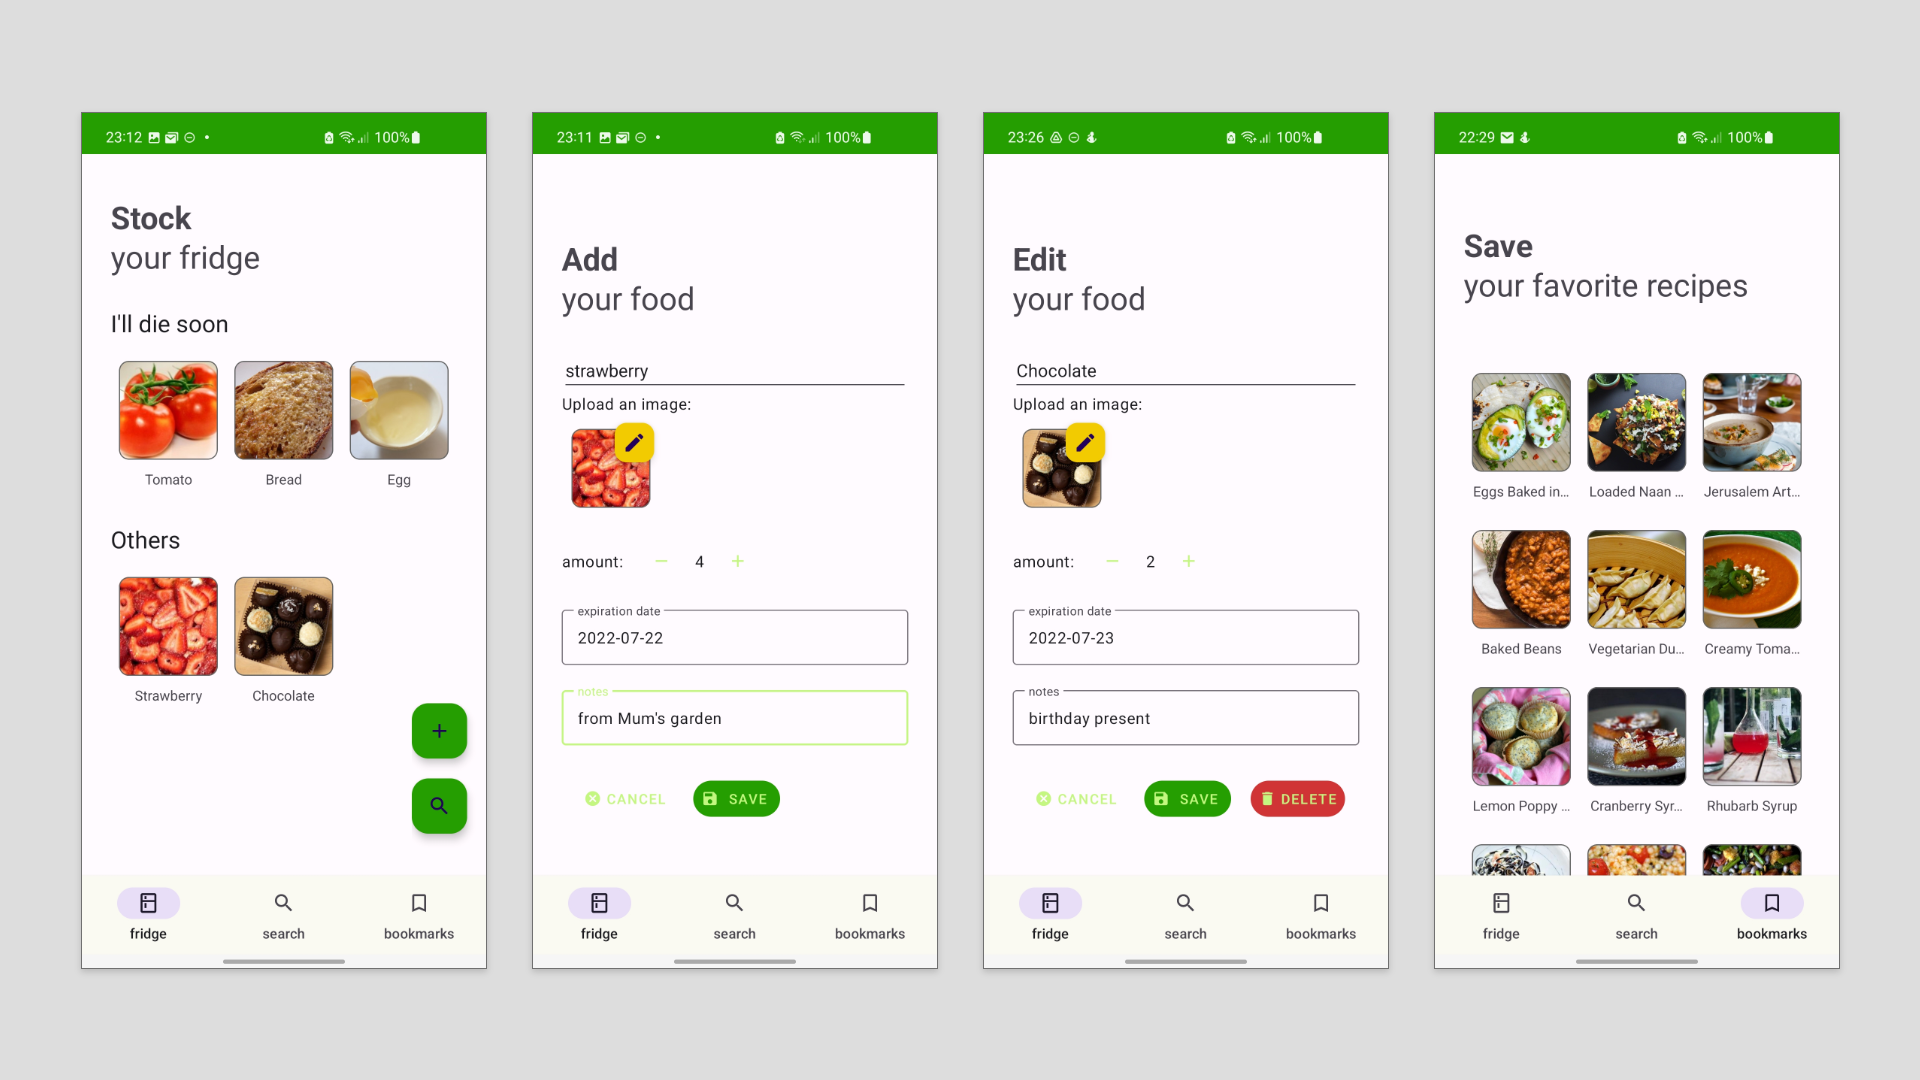 23:12 100%
Stock
your fridge
I'll die soon
Tomato Bread Egg
Others
Strawberry Chocolate
fridge search bookmarks
23:11 100%
Add
your food
strawberry
Upload an image:
amount: − 4 +
expiration date
2022-07-22
notes
from Mum's garden
CANCEL SAVE
fridge search bookmarks
23:26 100%
Edit
your food
Chocolate
Upload an image:
amount: − 2 +
expiration date
2022-07-23
notes
birthday present
CANCEL SAVE DELETE
fridge search bookmarks
22:29 100%
Save
your favorite recipes
Eggs Baked in... Loaded Naan ... Jerusalem Art...
Baked Beans Vegetarian Du... Creamy Toma...
Lemon Poppy ... Cranberry Syr... Rhubarb Syrup
fridge search bookmarks